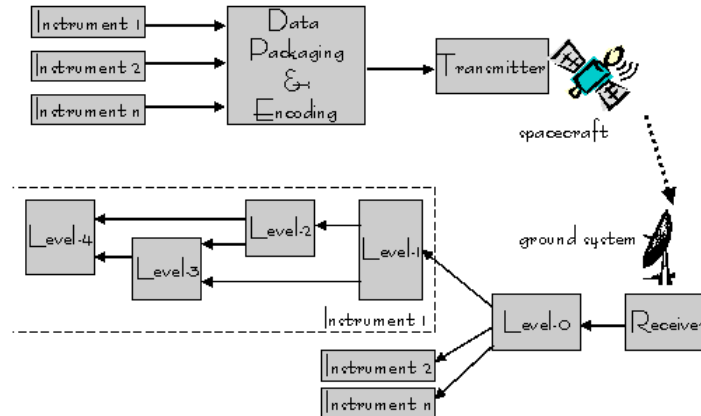 Instrument 1
Instrument 2
Instrument n
Data
Packaging
&
Encoding
Transmitter
spacecraft
ground system
Receiver
Level-0
Level-1
Level-2
Level-3
Level-4
Instrument 1
Instrument 2
Instrument n